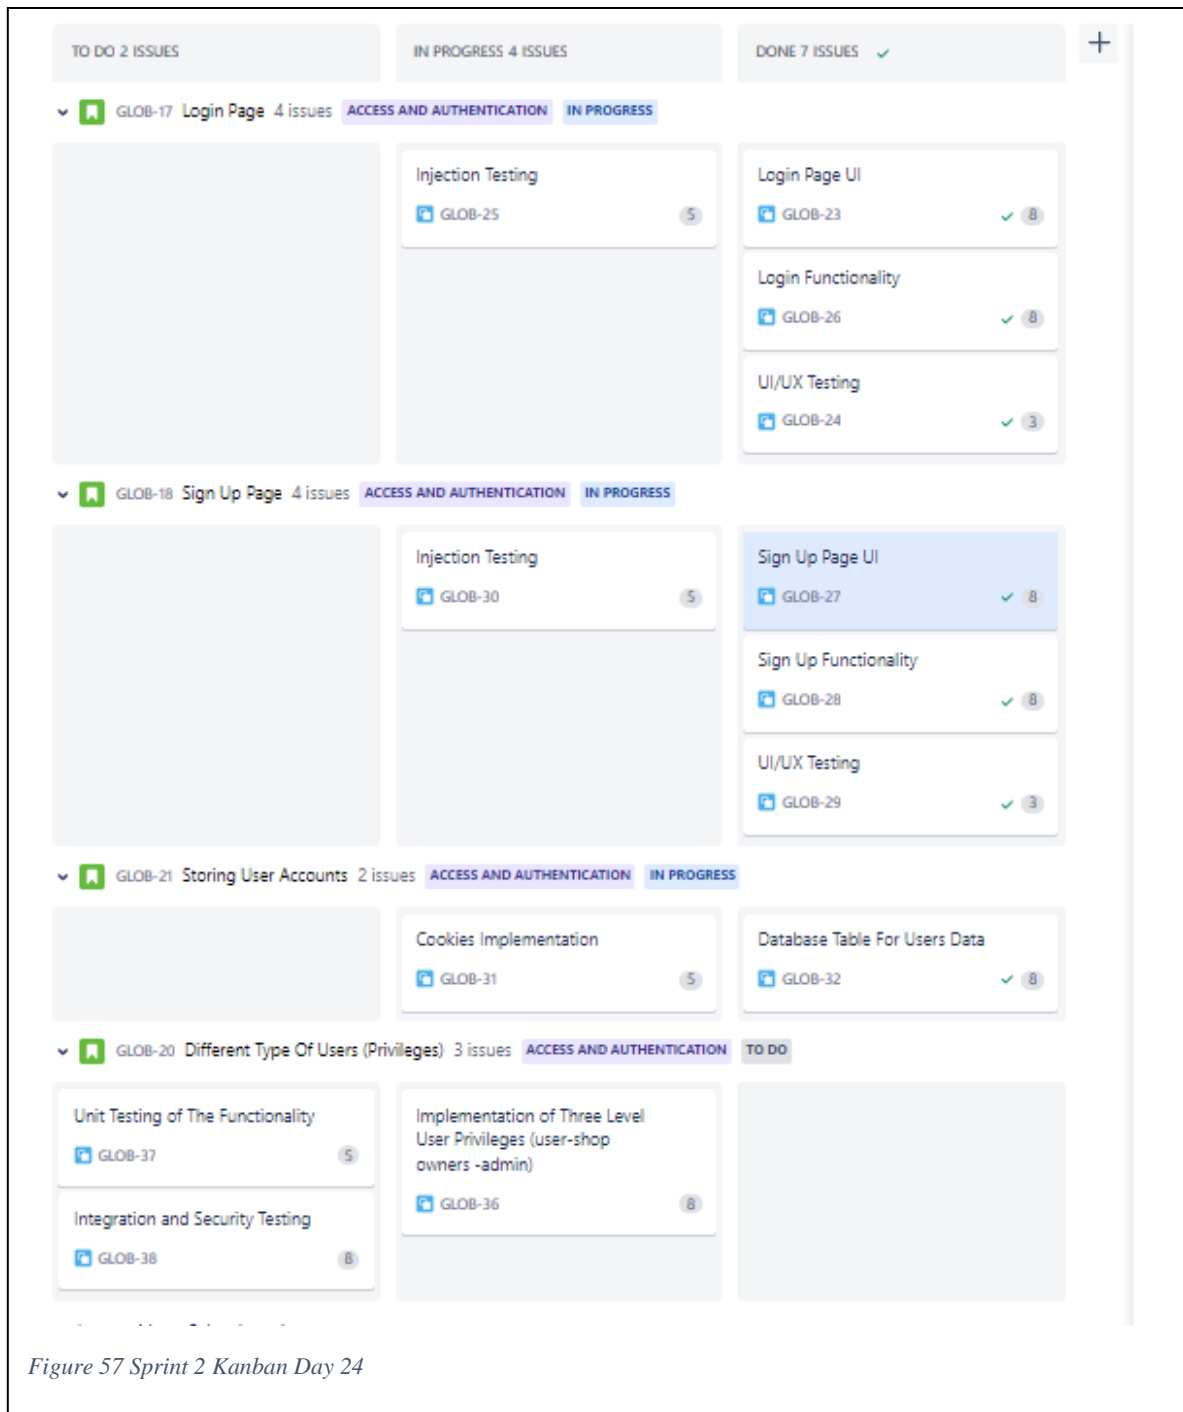 TO DO 2 ISSUES
IN PROGRESS 4 ISSUES
DONE 7 ISSUES
GLOB-17 Login Page 4 issues ACCESS AND AUTHENTICATION IN PROGRESS
Injection Testing
GLOB-25 5
Login Page UI
GLOB-23 8
Login Functionality
GLOB-26 8
UI/UX Testing
GLOB-24 3
GLOB-18 Sign Up Page 4 issues ACCESS AND AUTHENTICATION IN PROGRESS
Injection Testing
GLOB-30 5
Sign Up Page UI
GLOB-27 8
Sign Up Functionality
GLOB-28 8
UI/UX Testing
GLOB-29 3
GLOB-21 Storing User Accounts 2 issues ACCESS AND AUTHENTICATION IN PROGRESS
Cookies Implementation
GLOB-31 5
Database Table For Users Data
GLOB-32 8
GLOB-20 Different Type Of Users (Privileges) 3 issues ACCESS AND AUTHENTICATION TO DO
Unit Testing of The Functionality
GLOB-37 5
Integration and Security Testing
GLOB-38 8
Implementation of Three Level
User Privileges (user-shop
owners -admin)
GLOB-36 8
Figure 57 Sprint 2 Kanban Day 24